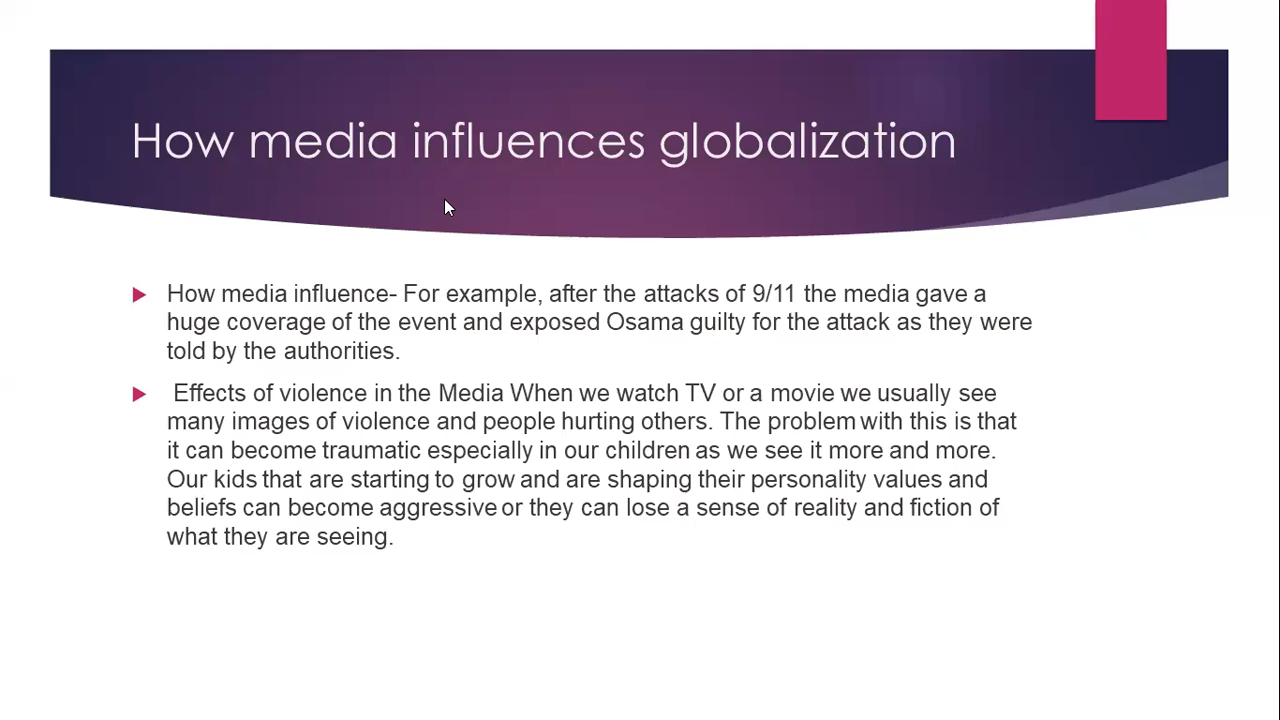 How media influences globalization
How media influence- For example, after the attacks of 9/11 the media gave a
huge coverage of the event and exposed Osama guilty for the attack as they were
told by the authorities.
Effects of violence in the Media When we watch TV or a movie we usually see
many images of violence and people hurting others. The problem with this is that
it can become traumatic especially in our children as we see it more and more.
Our kids that are starting to grow and are shaping their personality values and
beliefs can become aggressive or they can lose a sense of reality and fiction of
what they are seeing.